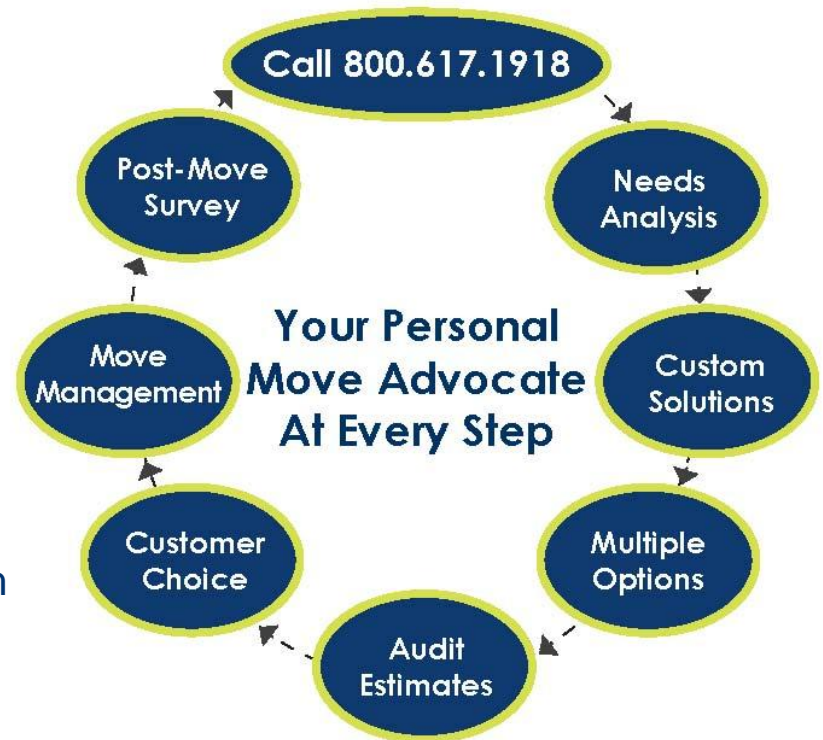 Call 800.617.1918
Needs
Analysis
Custom
Solutions
Multiple
Options
Audit
Estimates
Customer
Choice
Move
Management
Post-Move
Survey
Your Personal
Move Advocate
At Every Step